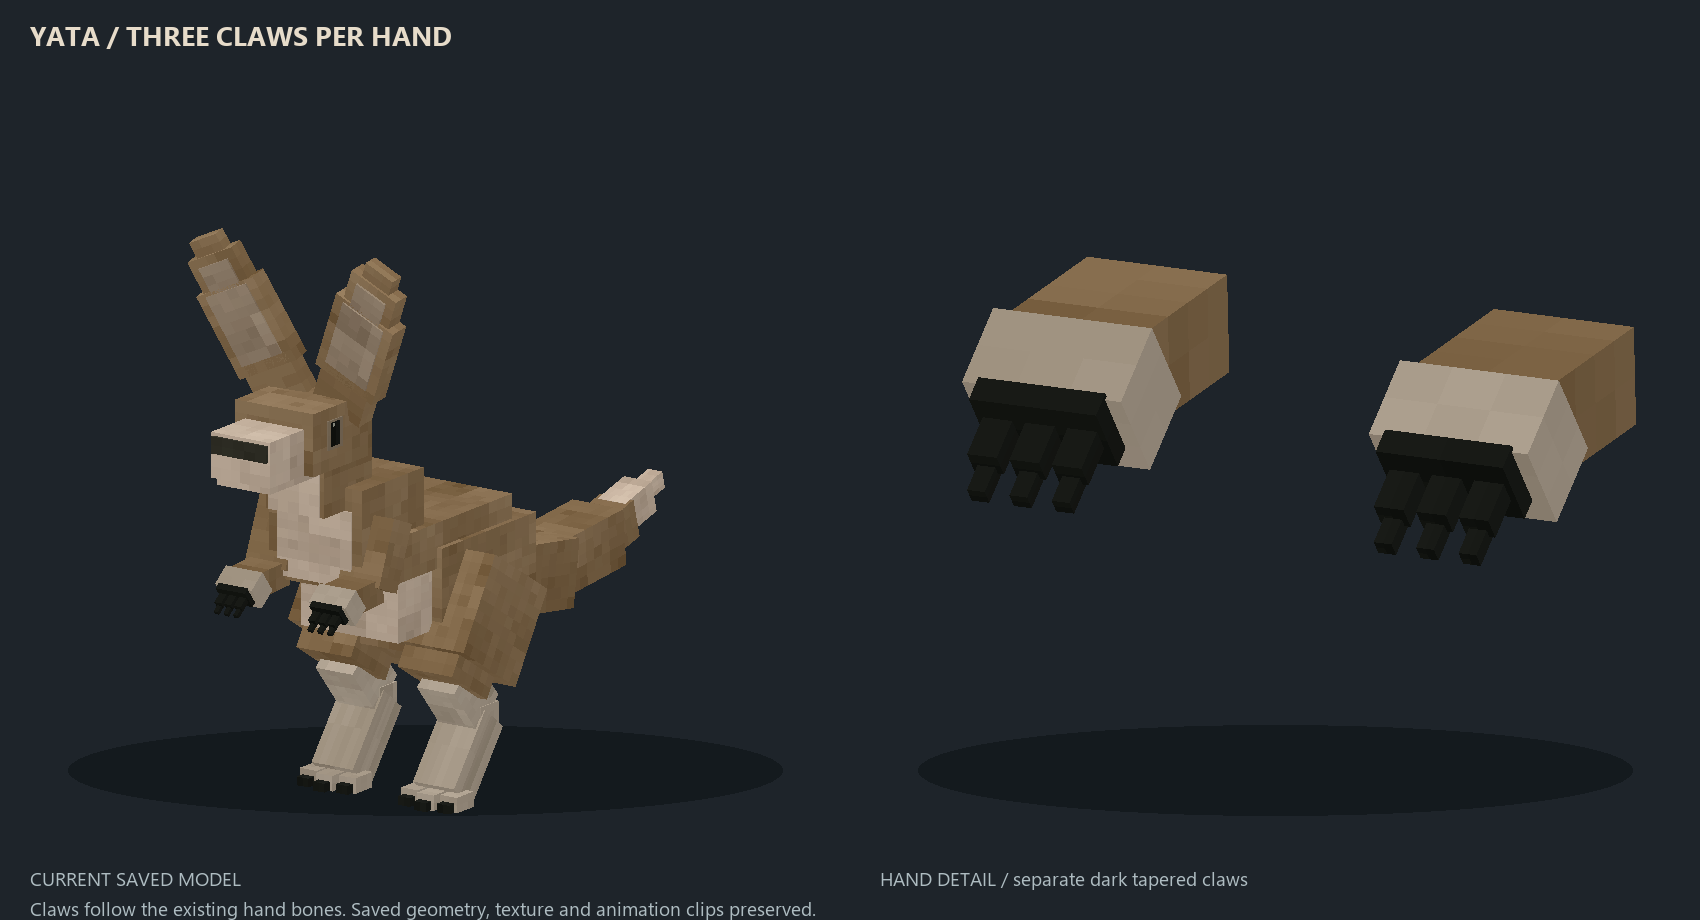 YATA / THREE CLAWS PER HAND
CURRENT SAVED MODEL
Claws follow the existing hand bones. Saved geometry, texture and animation clips preserved.
HAND DETAIL / separate dark tapered claws